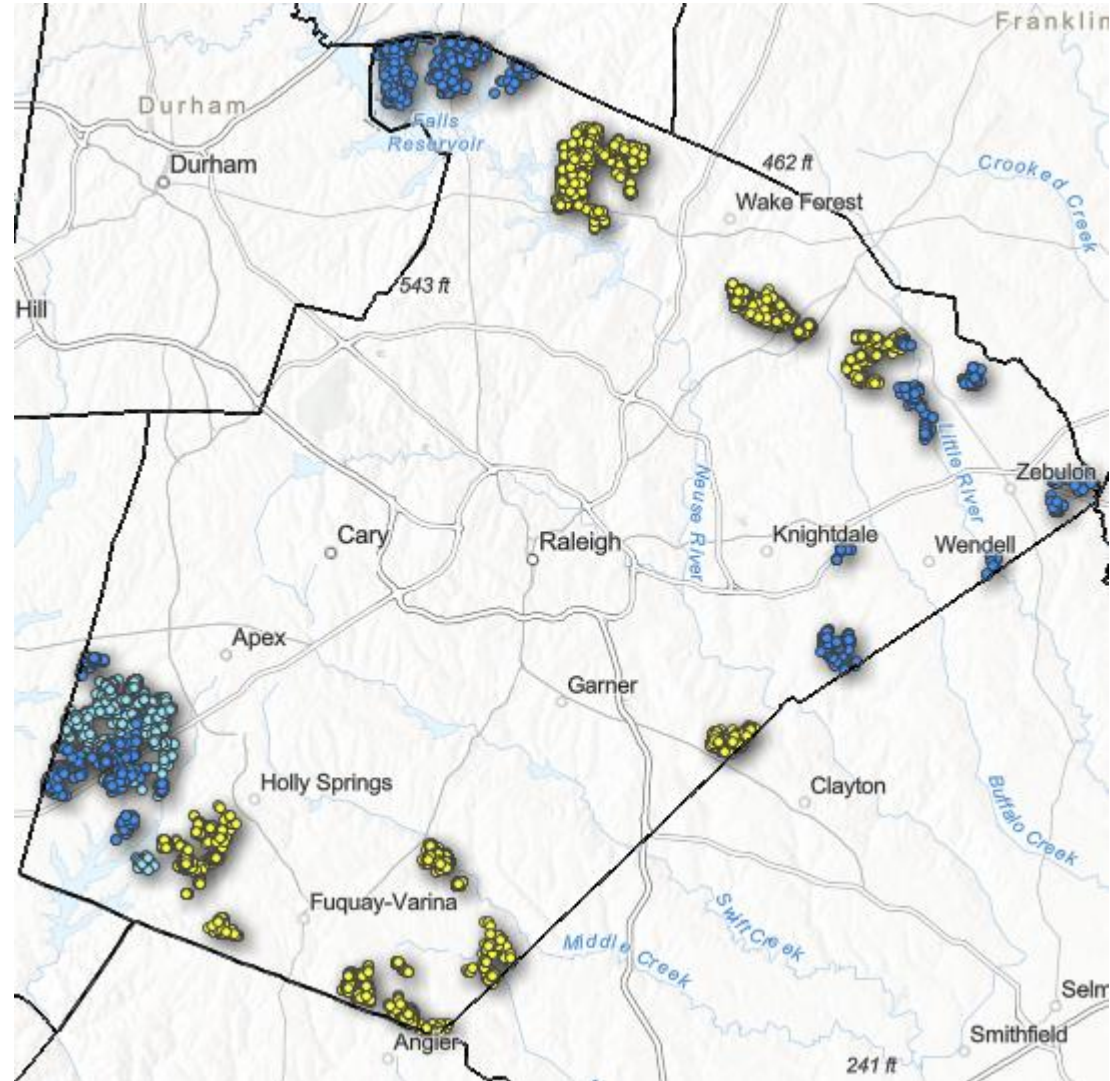 Franklin
Durham
Falls
Reservoir
Durham
462 ft
Crooked Creek
Wake Forest
543 ft
Hill
Little River
Zebulon
Neuse River
Cary
Raleigh
Knightdale
Wendell
Apex
Garner
Holly Springs
Clayton
Buffalo Creek
Fuquay-Varina
Swift Creek
Middle Creek
Selm
Angier
Smithfield
241 ft